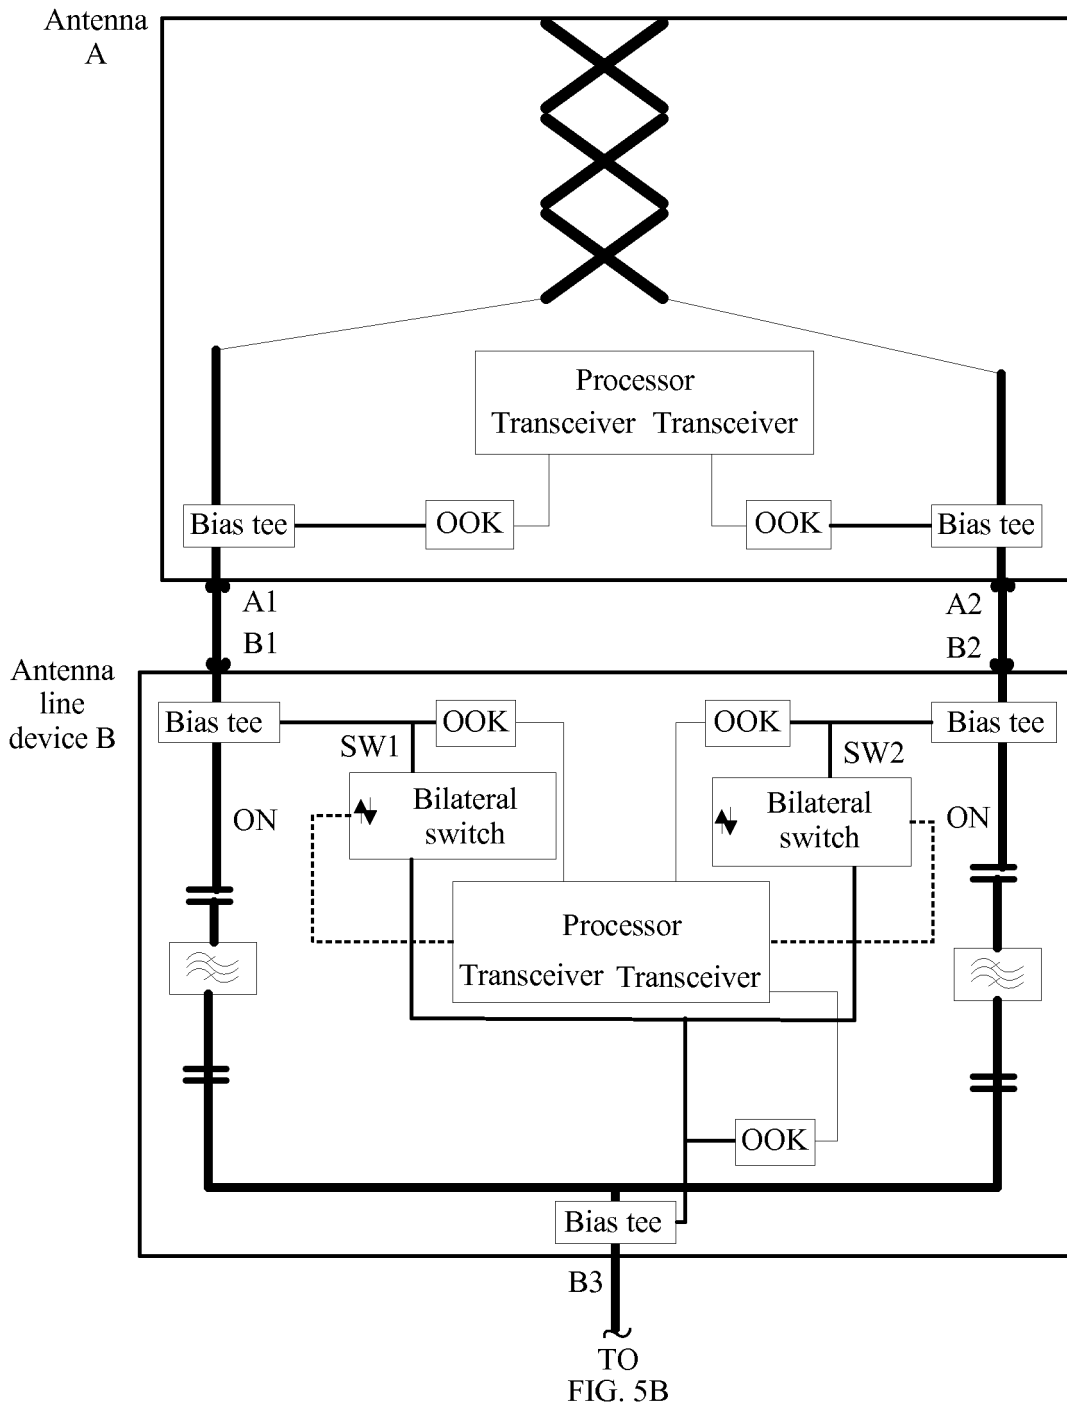 Antenna
A
Processor
Transceiver Transceiver
Bias tee
OOK
OOK
Bias tee
A1
A2
B1
B2
Antenna
line
device B
Bias tee
OOK
OOK
Bias tee
SW1
SW2
Bilateral
switch
Bilateral
switch
ON
ON
Processor
Transceiver Transceiver
OOK
Bias tee
B3
TO
FIG. 5B